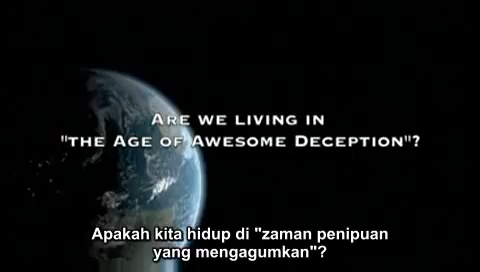 ARE WE LIVING IN
"THE AGE OF AWESOME DECEPTION"?
Apakah kita hidup di "zaman penipuan
yang mengagumkan"?